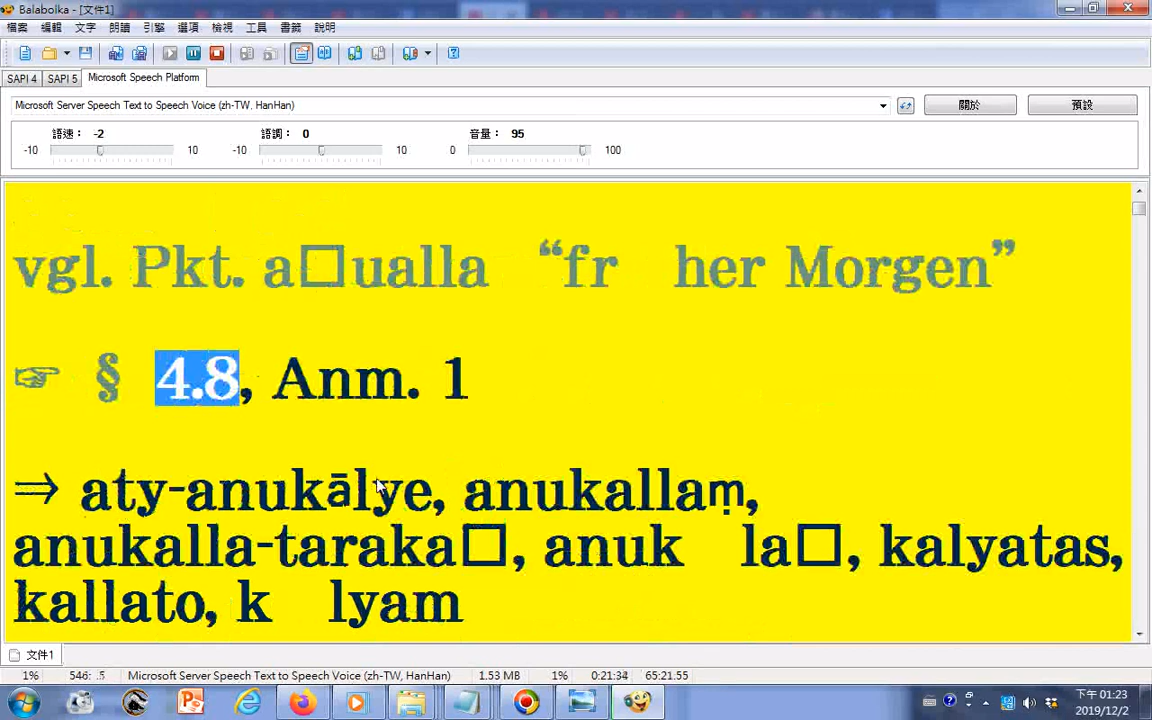 Balabolka - [文件1]
檔案 編輯 文字 朗讀 引擎 選項 檢視 工具 書籤 說明
SAPI 4 SAPI 5 Microsoft Speech Platform
Microsoft Server Speech Text to Speech Voice (zh-TW, HanHan) 關於 預設
語速： -2 語調： 0 音量： 95
-10 10 -10 10 0 100
vgl. Pkt. a□ualla “fr her Morgen”
☞ § 4.8, Anm. 1
⇒ aty-anukālye, anukallaṃ,
anukalla-taraka□, anuk la□, kalyatas,
kallato, k lyam
文件1
1% 546: .5 Microsoft Server Speech Text to Speech Voice (zh-TW, HanHan) 1.53 MB 1% 0:21:34 65:21.55
下午 01:23
2019/12/2